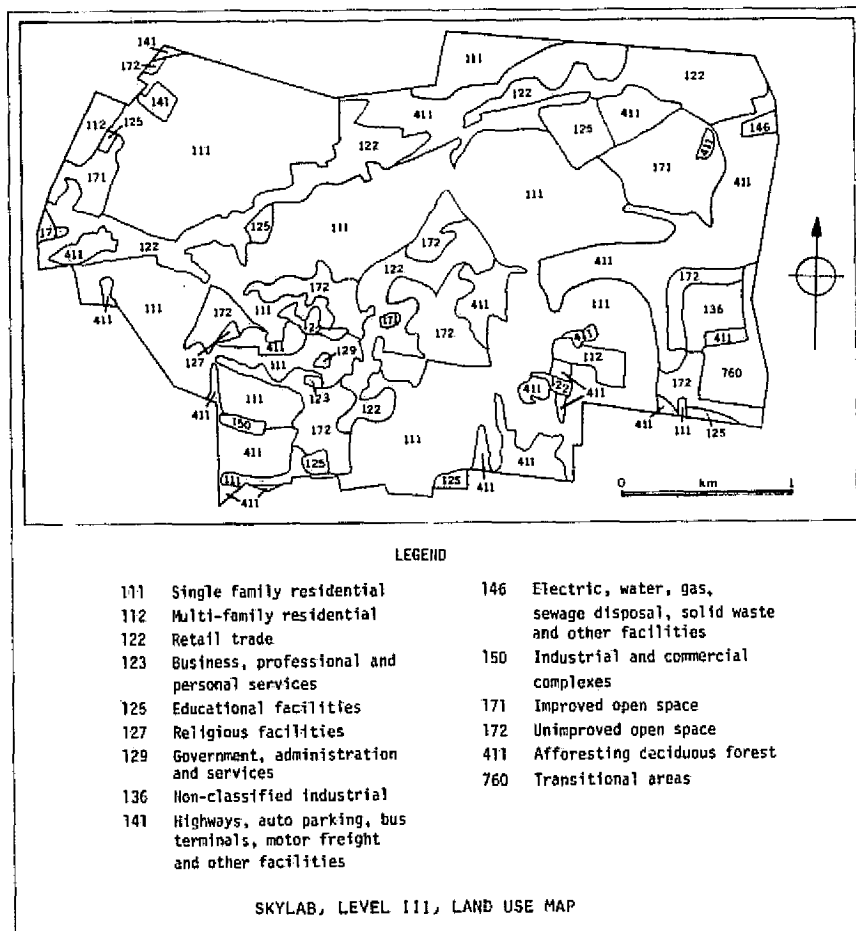 141
111
172
122
122
141
411
411
112
125
125
146
122
411
111
171
171
411
111
125
111
172
122
411
411
122
172
172
411
111
111
111
136
172
411
171
172
411
411
411
129
112
127
111
760
172
411
411
411
111
123
122
411
111
150
172
125
111
411
411
125
111
125
411
0 km 1
411
LEGEND
111 Single family residential
112 Multi-family residential
122 Retail trade
123 Business, professional and
personal services
125 Educational facilities
127 Religious facilities
129 Government, administration
and services
136 Non-classified industrial
141 Highways, auto parking, bus
terminals, motor freight
and other facilities
146 Electric, water, gas,
sewage disposal, solid waste
and other facilities
150 Industrial and commercial
complexes
171 Improved open space
172 Unimproved open space
411 Afforesting deciduous forest
760 Transitional areas
SKYLAB, LEVEL III, LAND USE MAP